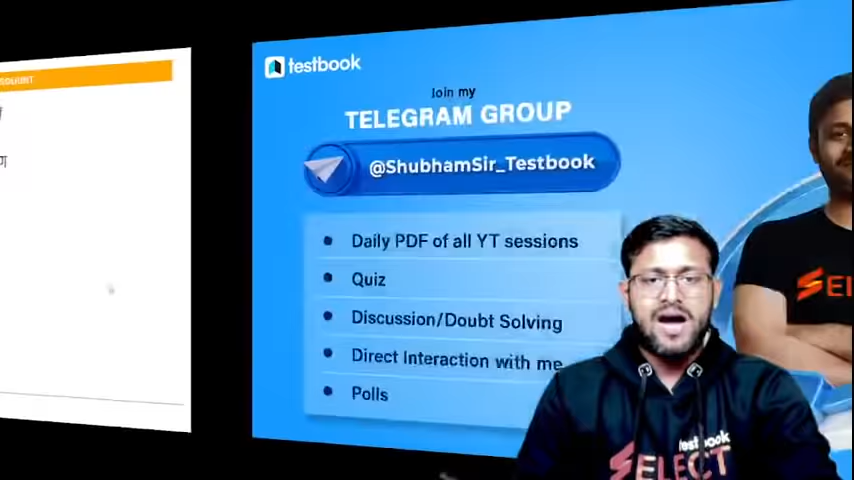 testbook
Join my
TELEGRAM GROUP
@ShubhamSir_Testbook
Daily PDF of all YT sessions
Quiz
Discussion/Doubt Solving
Direct Interaction with me
Polls
testbook
SELECT